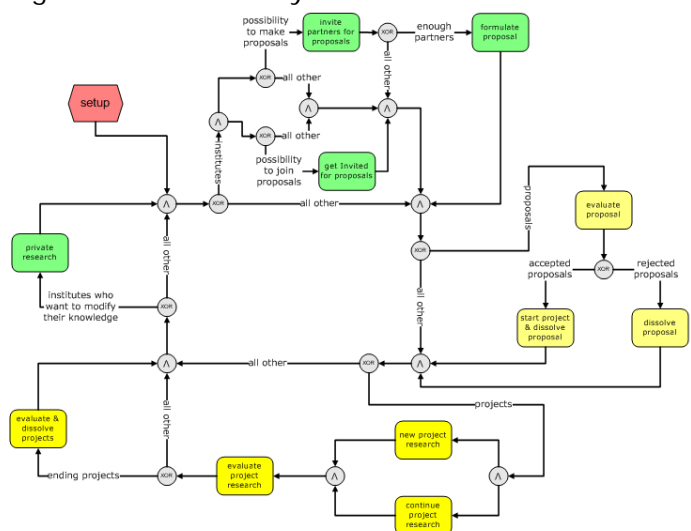 possibility
to make
proposals
invite
partners for
proposals
XOR
enough
partners
formulate
proposal
all other
XOR
all other
setup
Λ
Λ
Λ
institutes
XOR
all other
possibility
to join
proposals
get Invited
for proposals
proposals
evaluate
proposal
Λ
XOR
all other
Λ
private
research
all other
XOR
accepted
proposals
XOR
rejected
proposals
institutes who
want to modify
their knowledge
XOR
all other
start project
& dissolve
proposal
dissolve
proposal
Λ
all other
XOR
Λ
projects
evaluate &
dissolve
projects
all other
new project
research
ending projects
XOR
evaluate
project
research
Λ
Λ
continue
project
research